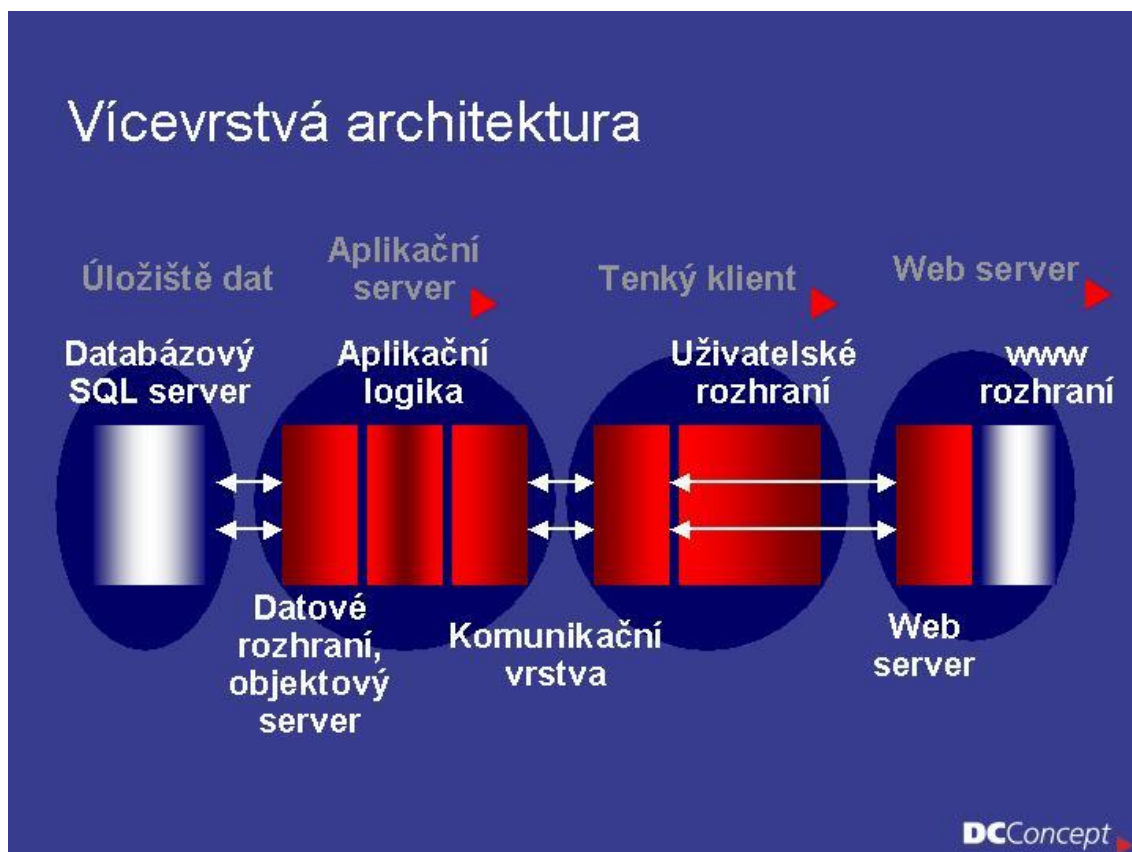 Vícevrstvá architektura
Úložiště dat
Aplikační
server
Tenký klient
Web server
Databázový
SQL server
Aplikační
logika
Uživatelské
rozhraní
www
rozhraní
Datové
rozhraní,
objektový
server
Komunikační
vrstva
Web
server
DCConcept